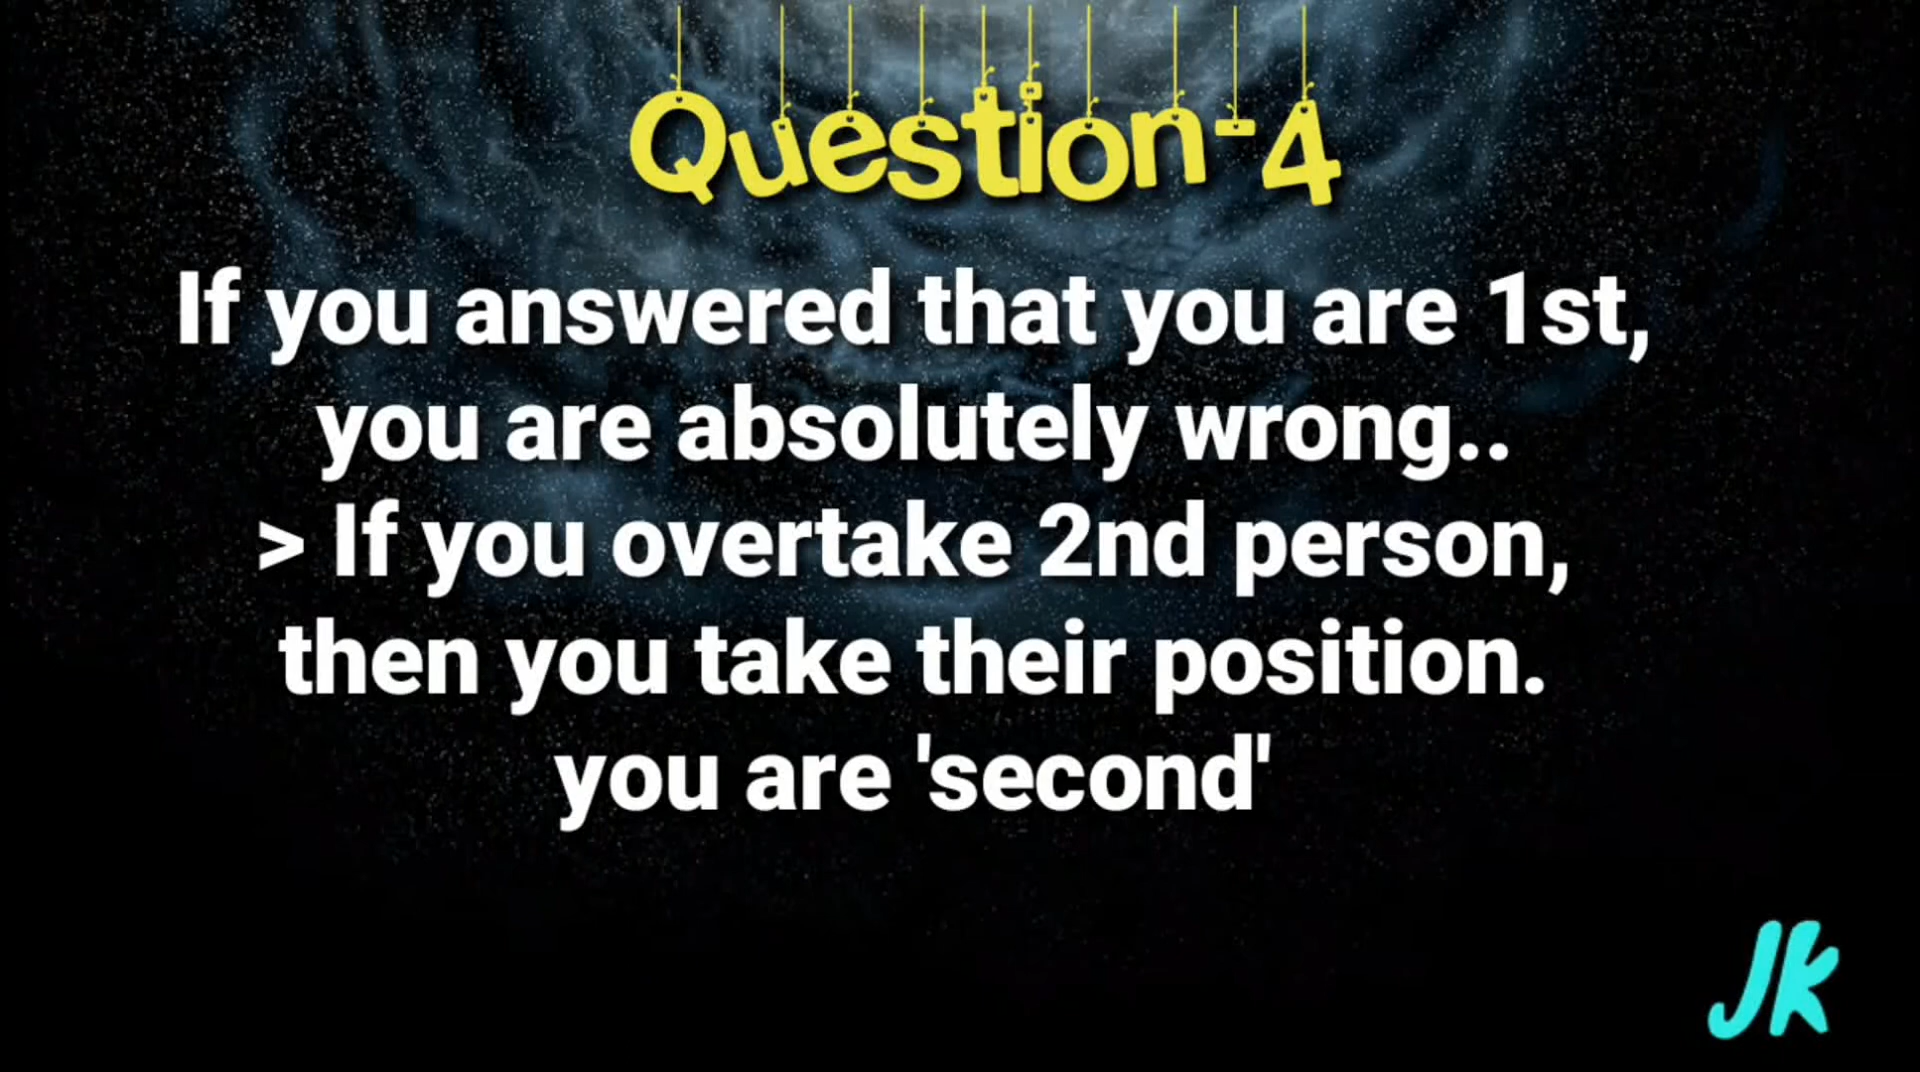 Question-4
If you answered that you are 1st,
you are absolutely wrong..
> If you overtake 2nd person,
then you take their position.
you are 'second'
JK